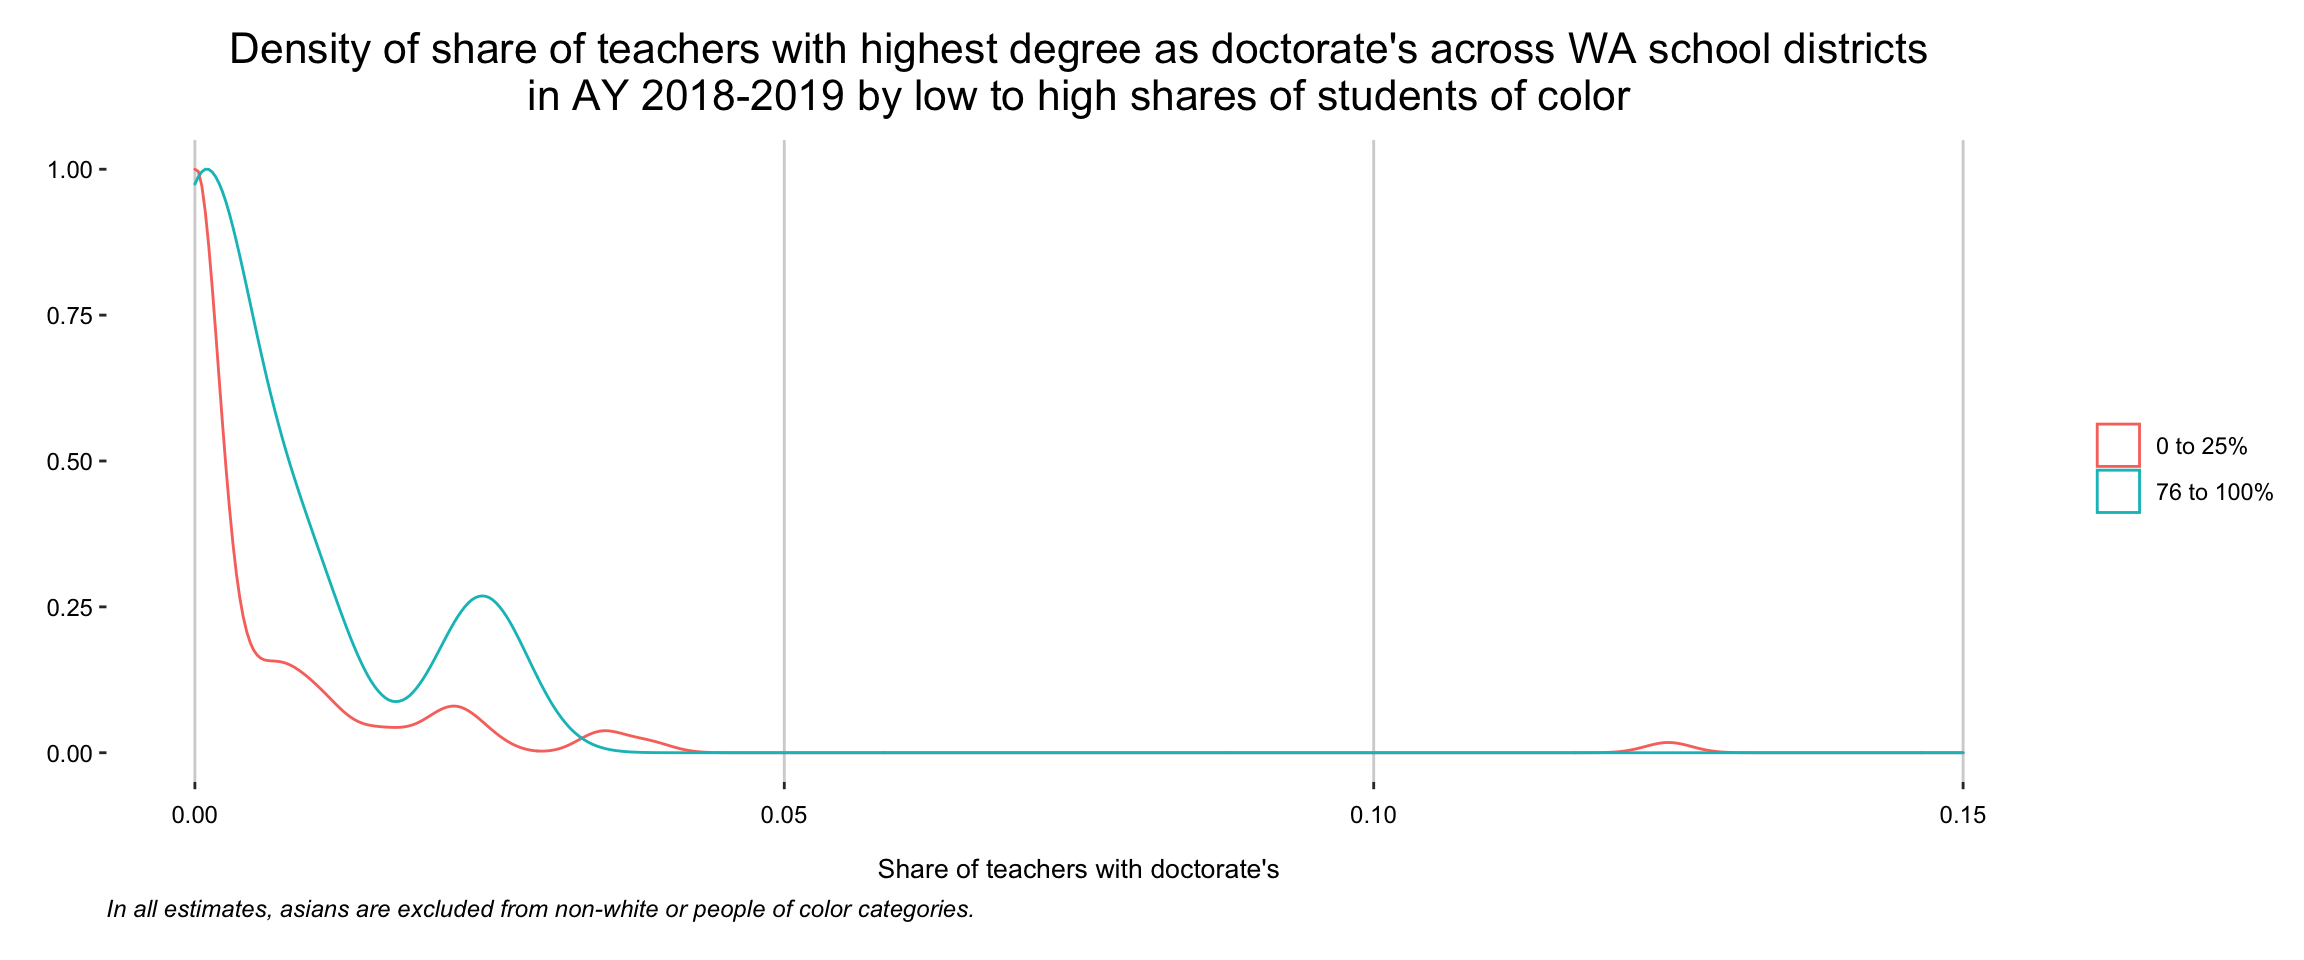 Density of share of teachers with highest degree as doctorate's across WA school districts
in AY 2018-2019 by low to high shares of students of color
1.00
0.75
0.50
0.25
0.00
0 to 25%
76 to 100%
0.00 0.05 0.10 0.15
Share of teachers with doctorate's
In all estimates, asians are excluded from non-white or people of color categories.